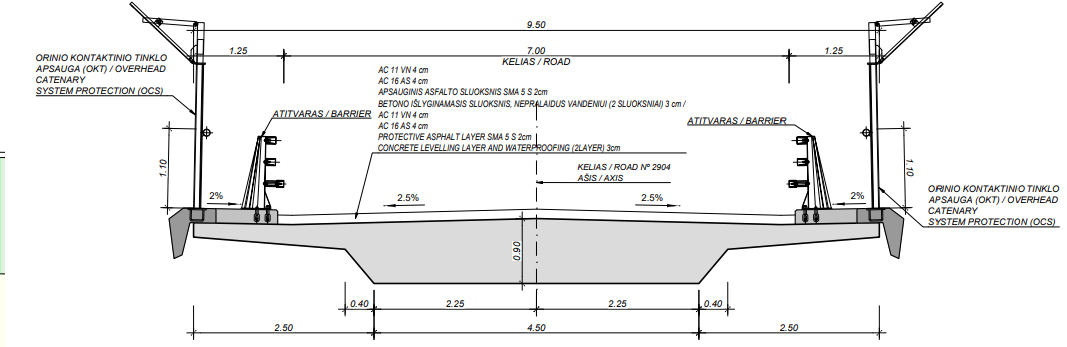 9.50
1.25
7.00
1.25
KELIAS / ROAD
ORINIO KONTAKTINIO TINKLO
APSAUGA (OKT) / OVERHEAD
CATENARY
SYSTEM PROTECTION (OCS)
AC 11 VN 4 cm
AC 16 AS 4 cm
APSAUGINIS ASFALTO SLUOKSNIS SMA 5 S 2cm
BETONO IŠLYGINAMASIS SLUOKSNIS, NEPRALAIDUS VANDENIUI (2 SLUOKSNIAI) 3 cm /
AC 11 VN 4 cm
AC 16 AS 4 cm
PROTECTIVE ASPHALT LAYER SMA 5 S 2cm
CONCRETE LEVELLING LAYER AND WATERPROOFING (2LAYER) 3cm
ATITVARAS / BARRIER
ATITVARAS / BARRIER
1.10
1.10
KELIAS / ROAD Nº 2904
AŠIS / AXIS
ORINIO KONTAKTINIO TINKLO
APSAUGA (OKT) / OVERHEAD
CATENARY
SYSTEM PROTECTION (OCS)
2%
2.5%
2.5%
2%
0.90
0.40
2.25
2.25
0.40
2.50
4.50
2.50